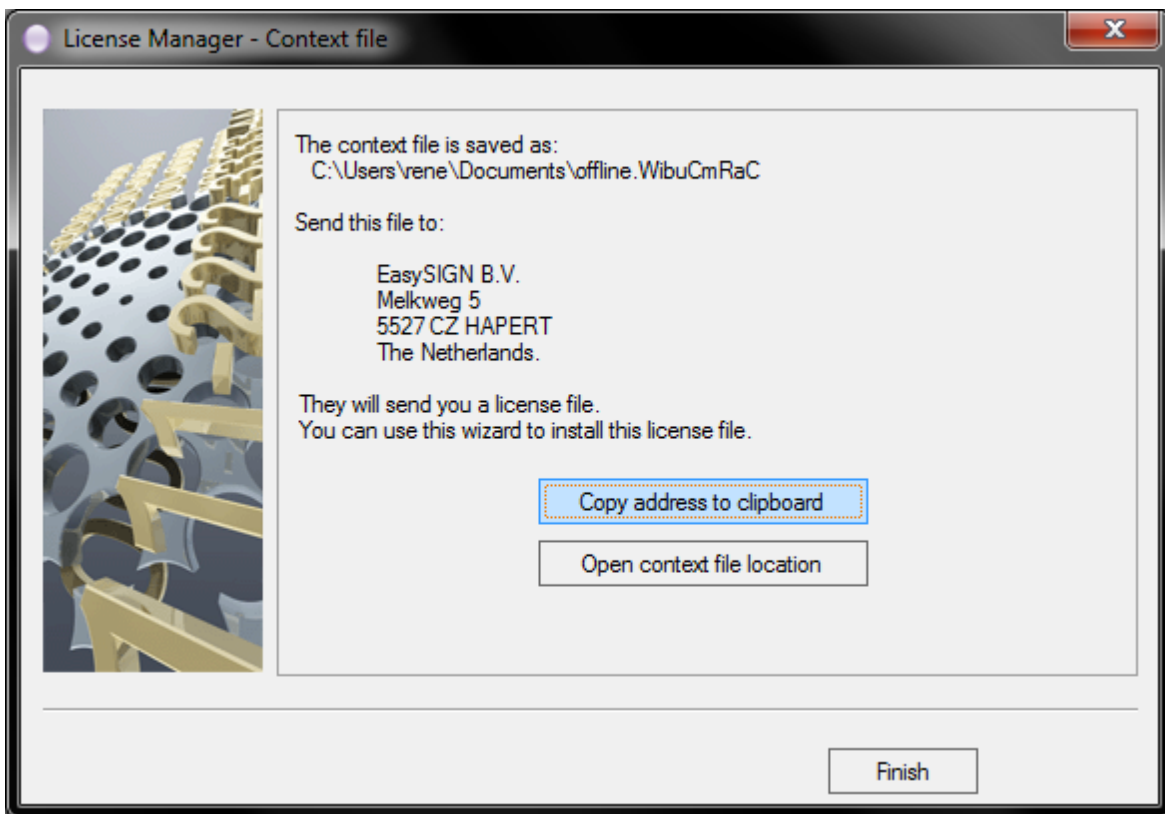 License Manager - Context file
The context file is saved as:
C:\Users\rene\Documents\offline.WibuCmRaC
Send this file to:
EasySIGN B.V.
Melkweg 5
5527 CZ HAPERT
The Netherlands.
They will send you a license file.
You can use this wizard to install this license file.
Copy address to clipboard
Open context file location
Finish